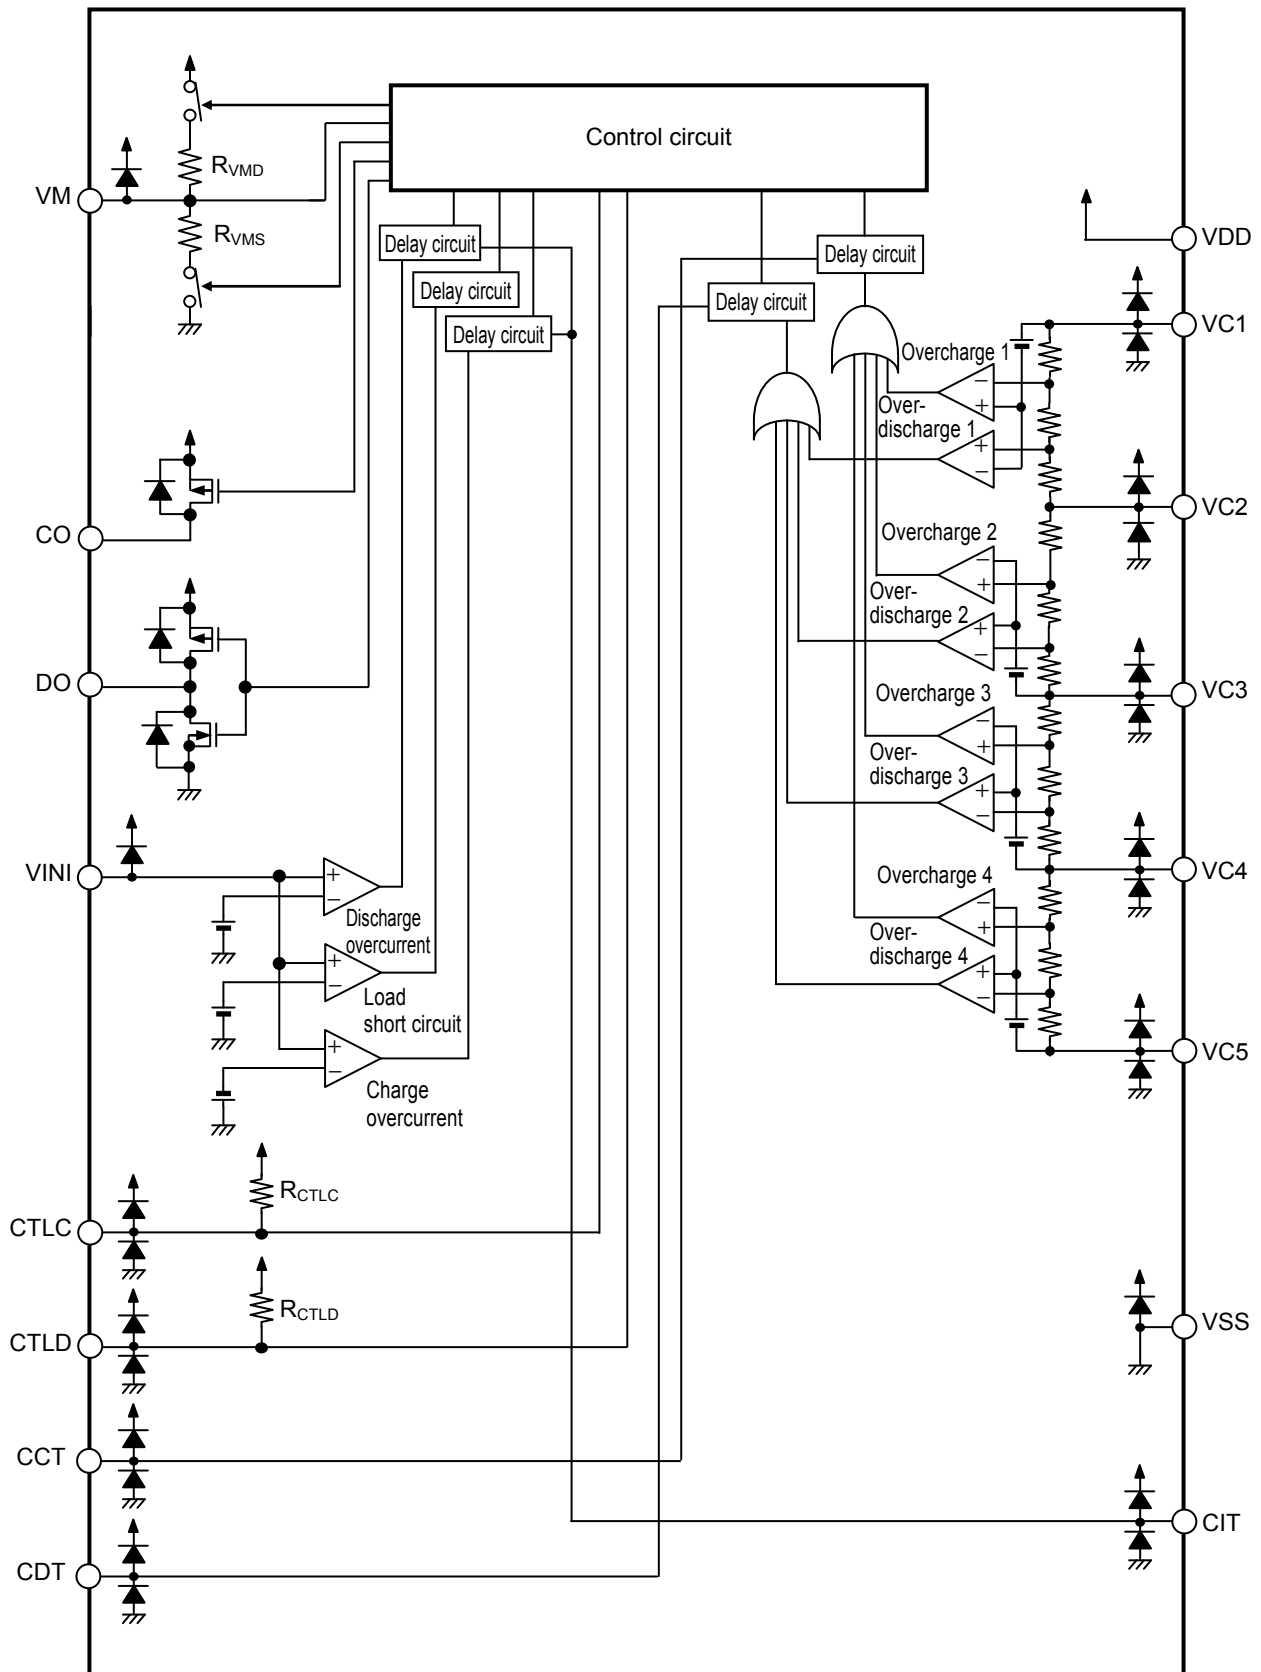 Control circuit
RVMD
VM
RVMS
VDD
Delay circuit
Delay circuit
Delay circuit
Delay circuit
Delay circuit
VC1
Overcharge 1
−
+
Over-
discharge 1
+
−
VC2
CO
Overcharge 2
−
+
Over-
discharge 2
+
−
DO
VC3
Overcharge 3
−
+
Over-
discharge 3
+
−
VINI
VC4
+
−
Discharge
overcurrent
Overcharge 4
−
+
Over-
discharge 4
+
−
+
−
Load
short circuit
+
−
VC5
Charge
overcurrent
RCTLC
CTLC
RCTLD
CTLD
VSS
CCT
CIT
CDT